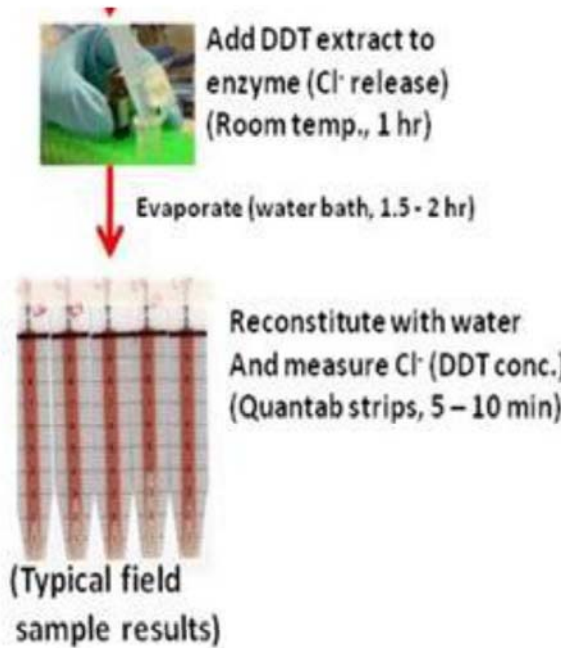 Add DDT extract to
enzyme (Cl⁻ release)
(Room temp., 1 hr)
Evaporate (water bath, 1.5 - 2 hr)
Reconstitute with water
And measure Cl⁻ (DDT conc.)
(Quantab strips, 5 – 10 min)
(Typical field
sample results)